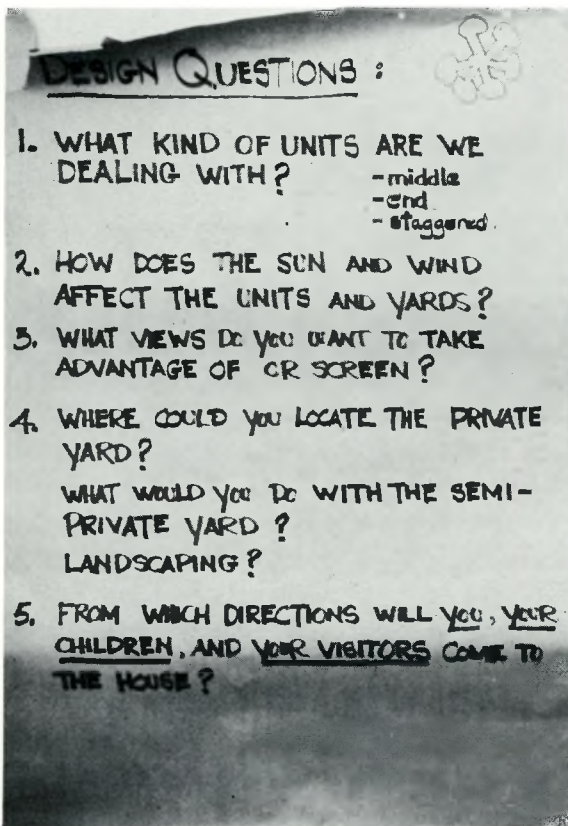 DESIGN QUESTIONS :
1. WHAT KIND OF UNITS ARE WE
DEALING WITH?
-middle
-end
- staggered.
2. HOW DOES THE SUN AND WIND
AFFECT THE UNITS AND YARDS?
3. WHAT VIEWS DO YOU WANT TO TAKE
ADVANTAGE OF OR SCREEN?
4. WHERE COULD YOU LOCATE THE PRIVATE
YARD?
WHAT WOULD YOU DO WITH THE SEMI-
PRIVATE YARD ?
LANDSCAPING?
5. FROM WHICH DIRECTIONS WILL YOU, YOUR
CHILDREN, AND YOUR VISITORS COME TO
THE HOUSE?